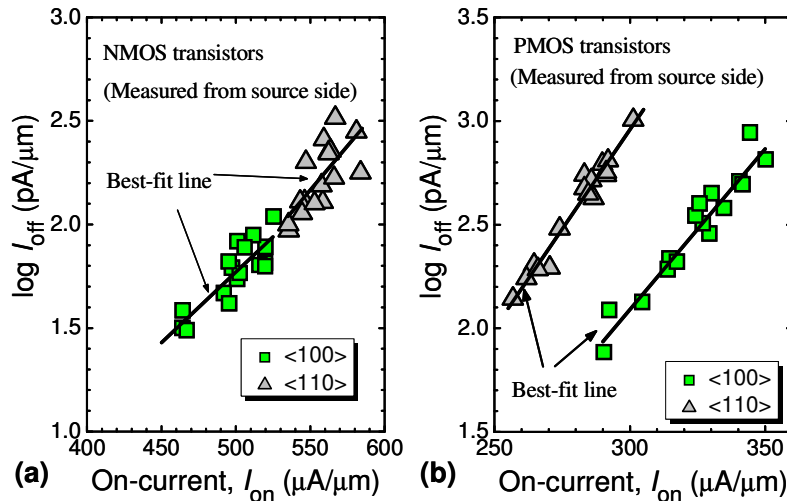 3.0
2.5
2.0
1.5
1.0
log Ioff (pA/μm)
NMOS transistors
(Measured from source side)
Best-fit line
<100>
<110>
400 450 500 550 600
(a)
On-current, Ion (μA/μm)
3.5
3.0
2.5
2.0
1.5
log Ioff (pA/μm)
PMOS transistors
(Measured from source side)
Best-fit line
<100>
<110>
250 300 350
(b)
On-current, Ion (μA/μm)